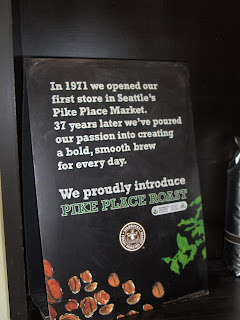 In 1971 we opened our
first store in Seattle's
Pike Place Market.
37 years later we've poured
our passion into creating
a bold, smooth brew
for every day.
We proudly introduce
PIKE PLACE ROAST